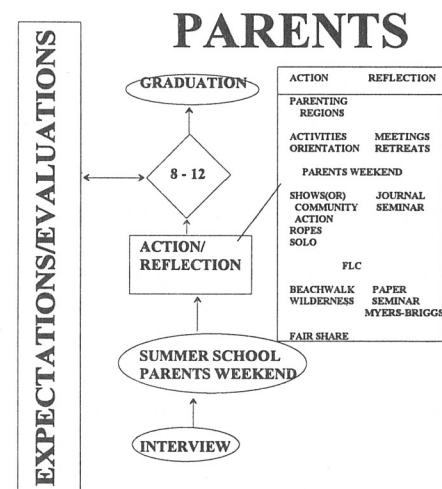 PARENTS
EXPECTATIONS/EVALUATIONS
GRADUATION
8 - 12
ACTION/
REFLECTION
SUMMER SCHOOL
PARENTS WEEKEND
INTERVIEW
ACTION REFLECTION
PARENTING
REGIONS
ACTIVITIES MEETINGS
ORIENTATION RETREATS
PARENTS WEEKEND
SHOWS(OR) JOURNAL
COMMUNITY SEMINAR
ACTION
ROPES
SOLO
FLC
BEACHWALK PAPER
WILDERNESS SEMINAR
MYERS-BRIGGS
FAIR SHARE